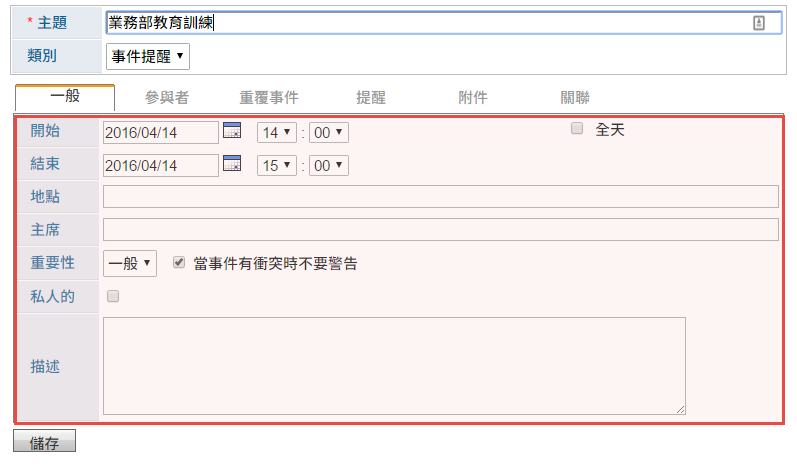 * 主題 業務部教育訓練
類別 事件提醒
一般 參與者 重覆事件 提醒 附件 關聯
開始 2016/04/14 14 : 00 全天
結束 2016/04/14 15 : 00
地點
主席
重要性 一般 當事件有衝突時不要警告
私人的
描述
儲存